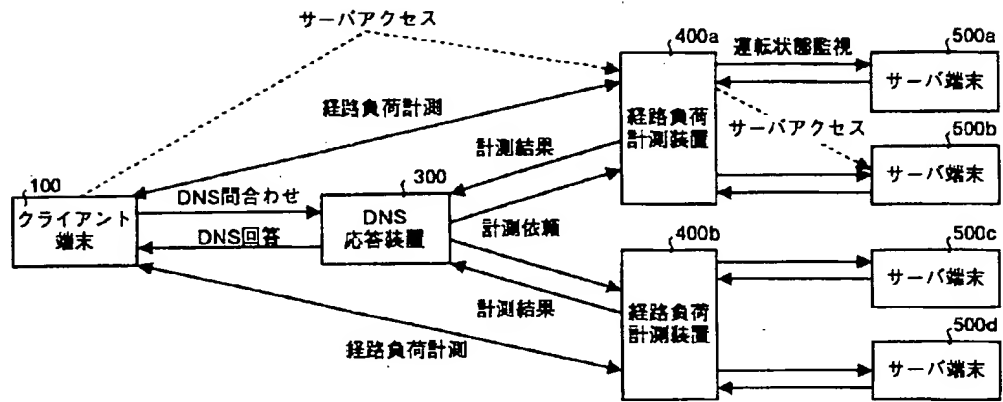 サーバアクセス
400a
運転状態監視
500a
サーバ端末
経路負荷計測
経路負荷
計測装置
サーバアクセス
500b
サーバ端末
計測結果
100
クライアント
端末
DNS問合わせ
DNS回答
300
DNS
応答装置
計測依頼
400b
経路負荷
計測装置
500c
サーバ端末
計測結果
経路負荷計測
500d
サーバ端末